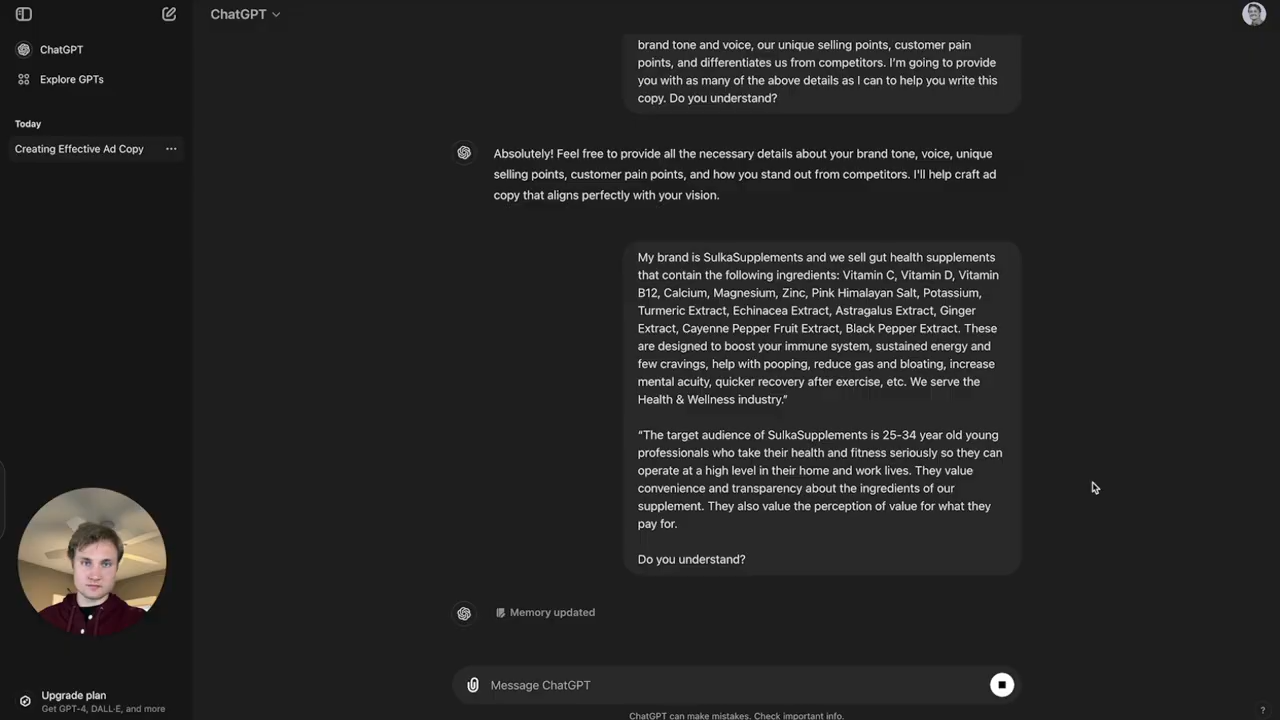 ChatGPT
ChatGPT
Explore GPTs
Today
Creating Effective Ad Copy
brand tone and voice, our unique selling points, customer pain
points, and differentiates us from competitors. I'm going to provide
you with as many of the above details as I can to help you write this
copy. Do you understand?
Absolutely! Feel free to provide all the necessary details about your brand tone, voice, unique
selling points, customer pain points, and how you stand out from competitors. I'll help craft ad
copy that aligns perfectly with your vision.
My brand is SulkaSupplements and we sell gut health supplements
that contain the following ingredients: Vitamin C, Vitamin D, Vitamin
B12, Calcium, Magnesium, Zinc, Pink Himalayan Salt, Potassium,
Turmeric Extract, Echinacea Extract, Astragalus Extract, Ginger
Extract, Cayenne Pepper Fruit Extract, Black Pepper Extract. These
are designed to boost your immune system, sustained energy and
few cravings, help with pooping, reduce gas and bloating, increase
mental acuity, quicker recovery after exercise, etc. We serve the
Health & Wellness industry.”
“The target audience of SulkaSupplements is 25-34 year old young
professionals who take their health and fitness seriously so they can
operate at a high level in their home and work lives. They value
convenience and transparency about the ingredients of our
supplement. They also value the perception of value for what they
pay for.
Do you understand?
Memory updated
Message ChatGPT
Upgrade plan
Get GPT-4, DALL·E, and more
ChatGPT can make mistakes. Check important info.
?